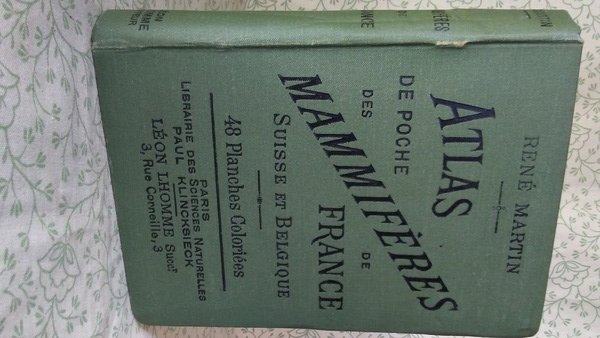 RENÉ MARTIN
ATLAS
DE POCHE
DES
MAMMIFÈRES
DE
FRANCE
SUISSE ET BELGIQUE
48 Planches Coloriées
PARIS
LIBRAIRIE DES SCIENCES NATURELLES
PAUL KLINCKSIECK
LÉON LHOMME Succr
3, Rue Corneille, 3